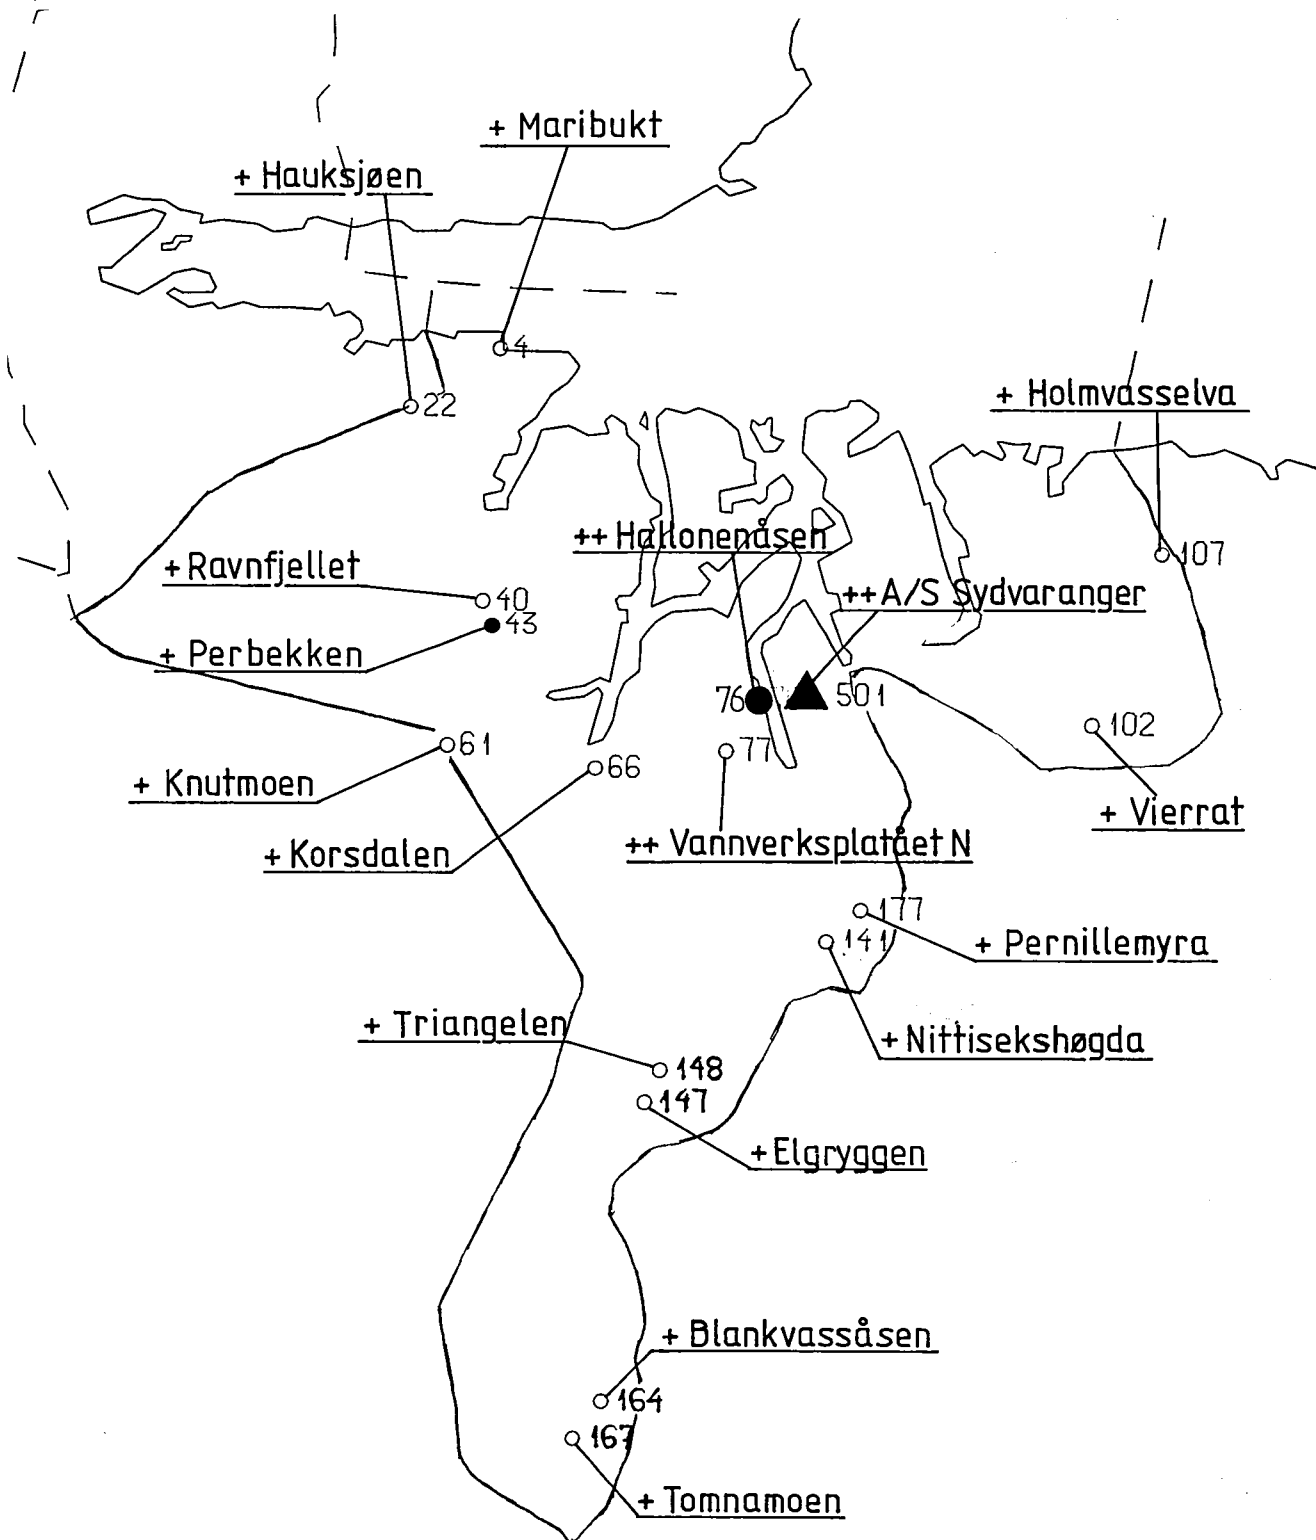 + Maribukt
+ Hauksjøen
4
22
+ Holmvasselva
107
++ Hallonenåsen
+ Ravnfjellet
40
43
++ A/S Sydvaranger
+ Perbekken
76
501
102
61
77
66
+ Knutmoen
+ Vierrat
++ Vannverksplatået N
+ Korsdalen
177
141
+ Pernillemyra
+ Triangelen
+ Nittisekshøgda
148
147
+ Elgryggen
+ Blankvassåsen
164
167
+ Tomnamoen